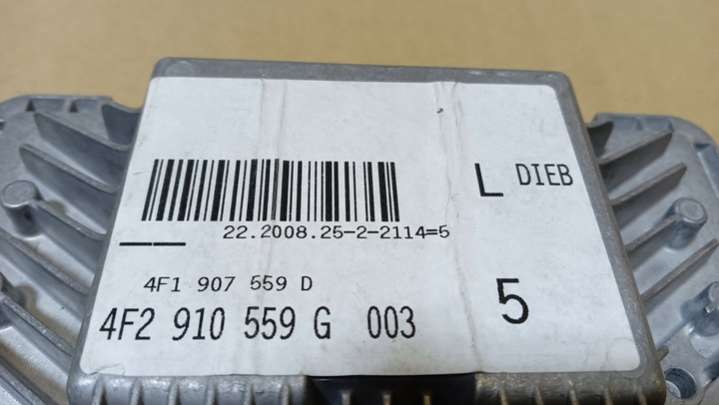 L DIEB
22.2008.25-2-2114=5
4F1 907 559 D
4F2 910 559 G 003
5